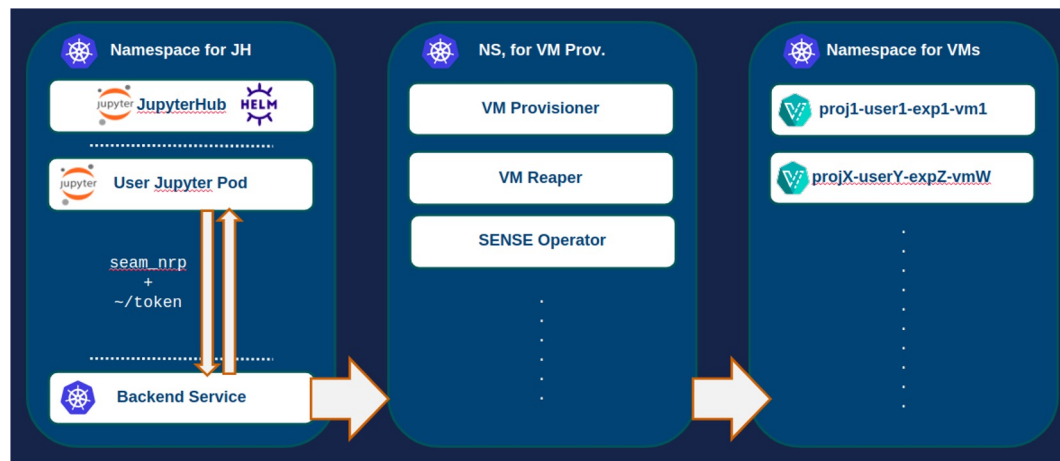 Namespace for JH
jupyter JupyterHub HELM
jupyter User Jupyter Pod
seam_nrp
+
~/token
Backend Service
NS, for VM Prov.
VM Provisioner
VM Reaper
SENSE Operator
Namespace for VMs
proj1-user1-exp1-vm1
projX-userY-expZ-vmW